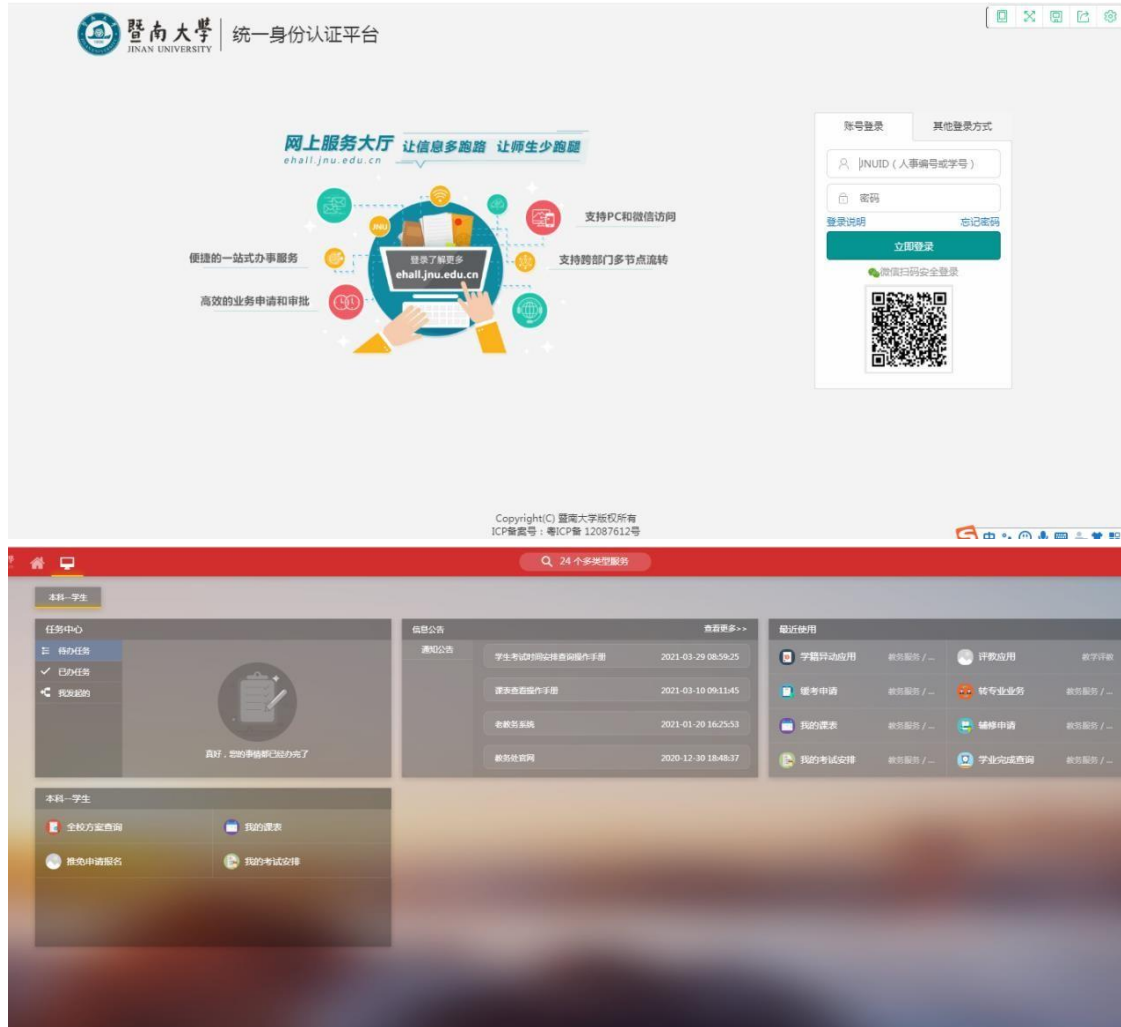 暨南大學
JINAN UNIVERSITY
统一身份认证平台
网上服务大厅
让信息多跑路 让师生少跑腿
ehall.jnu.edu.cn
支持PC和微信访问
JNU
便捷的一站式办事服务
登录了解更多
ehall.jnu.edu.cn
支持跨部门多节点流转
高效的业务申请和审批
账号登录
其他登录方式
JNUID（人事编号或学号）
密码
登录说明
忘记密码
立即登录
微信扫码安全登录
Copyright(C) 暨南大学版权所有
ICP备案号：粤ICP备 12087612号
中
24 个多类型服务
本科--学生
任务中心
待办任务
已办任务
我发起的
真好，您的事情都已经办完了
信息公告
查看更多>>
通知公告
学生考试时间安排查询操作手册 2021-03-29 08:59:25
课表查看操作手册 2021-03-10 09:11:45
老教务系统 2021-01-20 16:25:53
教务处官网 2020-12-30 18:48:37
最近使用
学籍异动应用 教务服务 / ...
评教应用 教学评教
缓考申请 教务服务 / ...
转专业业务 教务服务 / ...
我的课表 教务服务 / ...
辅修申请 教务服务 / ...
我的考试安排 教务服务 / ...
学业完成查询 教务服务 / ...
本科--学生
全校方案查询
我的课表
推免申请报名
我的考试安排